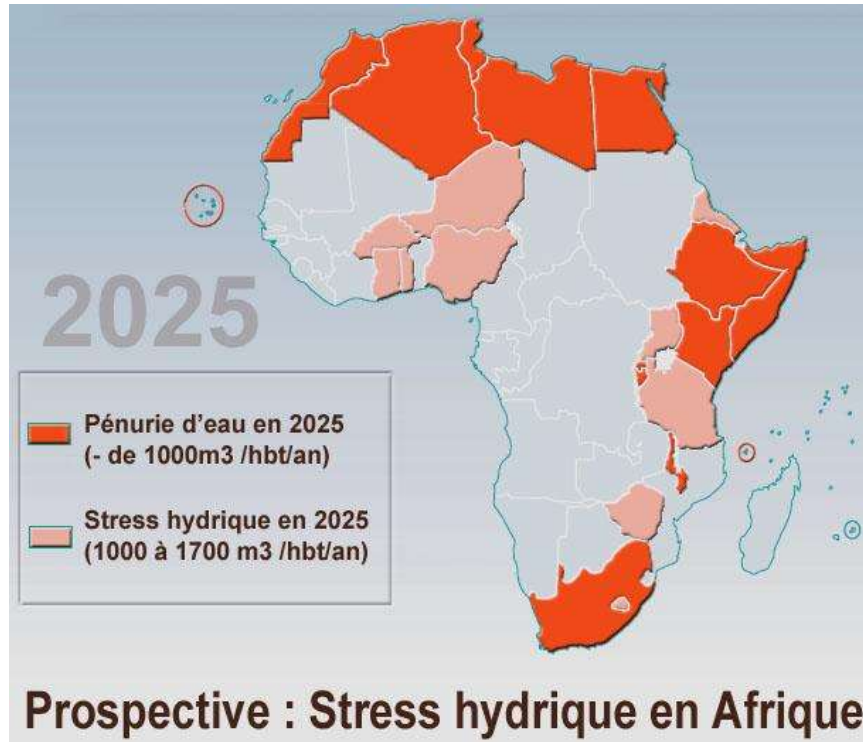 2025
Pénurie d’eau en 2025
(- de 1000m3 /hbt/an)
Stress hydrique en 2025
(1000 à 1700 m3 /hbt/an)
Prospective : Stress hydrique en Afrique